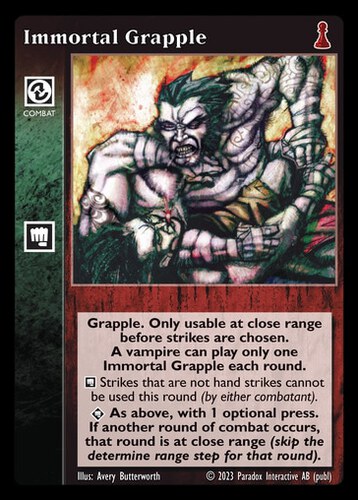 Immortal Grapple
COMBAT
Grapple. Only usable at close range
before strikes are chosen.
A vampire can play only one
Immortal Grapple each round.
Strikes that are not hand strikes cannot
be used this round (by either combatant).
As above, with 1 optional press.
If another round of combat occurs,
that round is at close range (skip the
determine range step for that round).
Illus: Avery Butterworth © 2023 Paradox Interactive AB (publ)